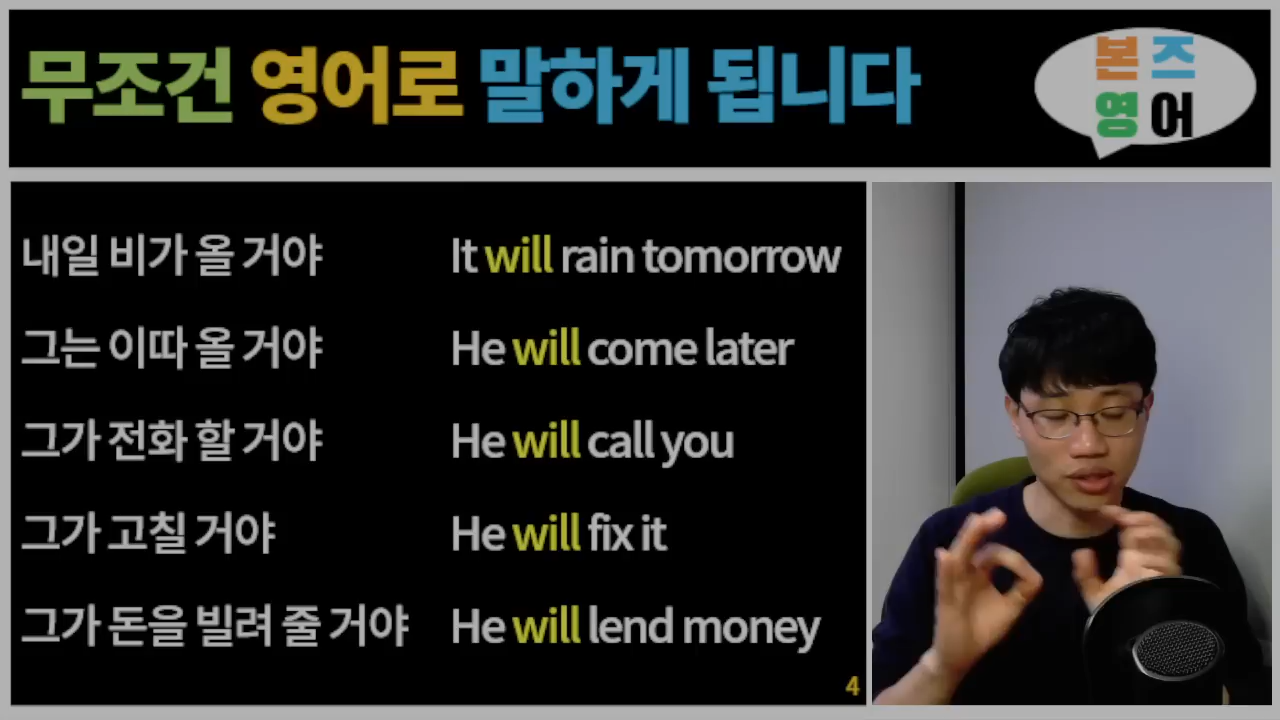 무조건 영어로 말하게 됩니다
본즈
영어
내일 비가 올 거야 It will rain tomorrow
그는 이따 올 거야 He will come later
그가 전화 할 거야 He will call you
그가 고칠 거야 He will fix it
그가 돈을 빌려 줄 거야 He will lend money
4